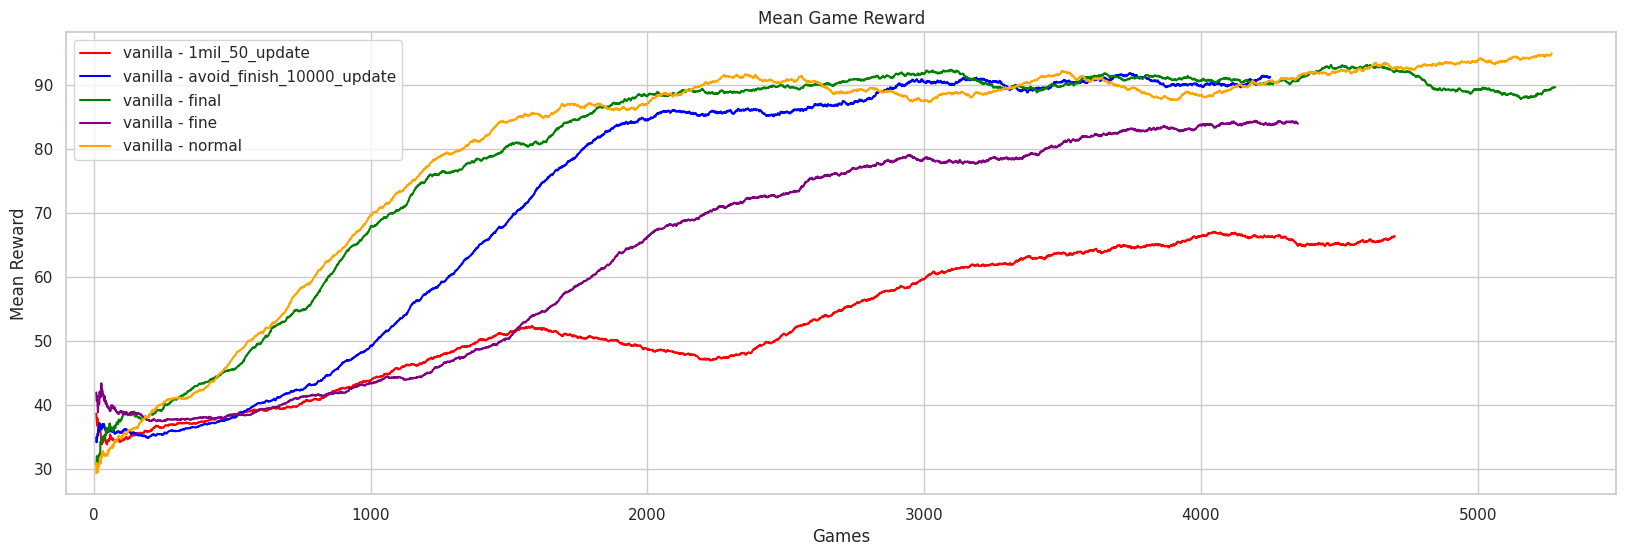 Mean Game Reward
vanilla - 1mil_50_update
vanilla - avoid_finish_10000_update
vanilla - final
vanilla - fine
vanilla - normal
Mean Reward
90
80
70
60
50
40
30
0 1000 2000 3000 4000 5000
Games